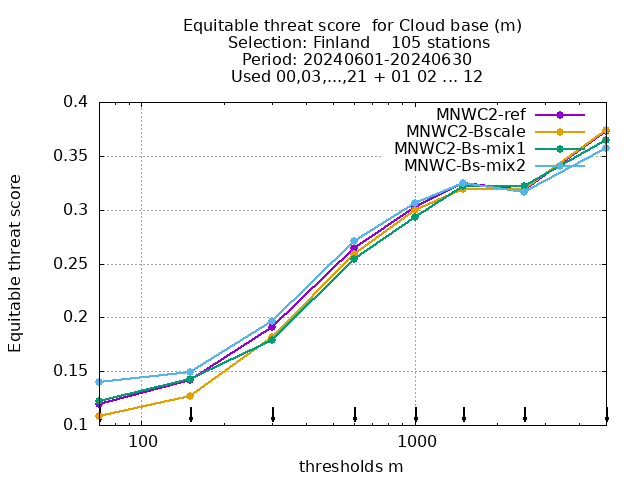 Equitable threat score  for Cloud base (m)
Selection: Finland    105 stations
Period: 20240601-20240630
Used 00,03,...,21 + 01 02 ... 12
MNWC2-ref
MNWC2-Bscale
MNWC2-Bs-mix1
MNWC-Bs-mix2
Equitable threat score
0.4
0.35
0.3
0.25
0.2
0.15
0.1
100
1000
thresholds m